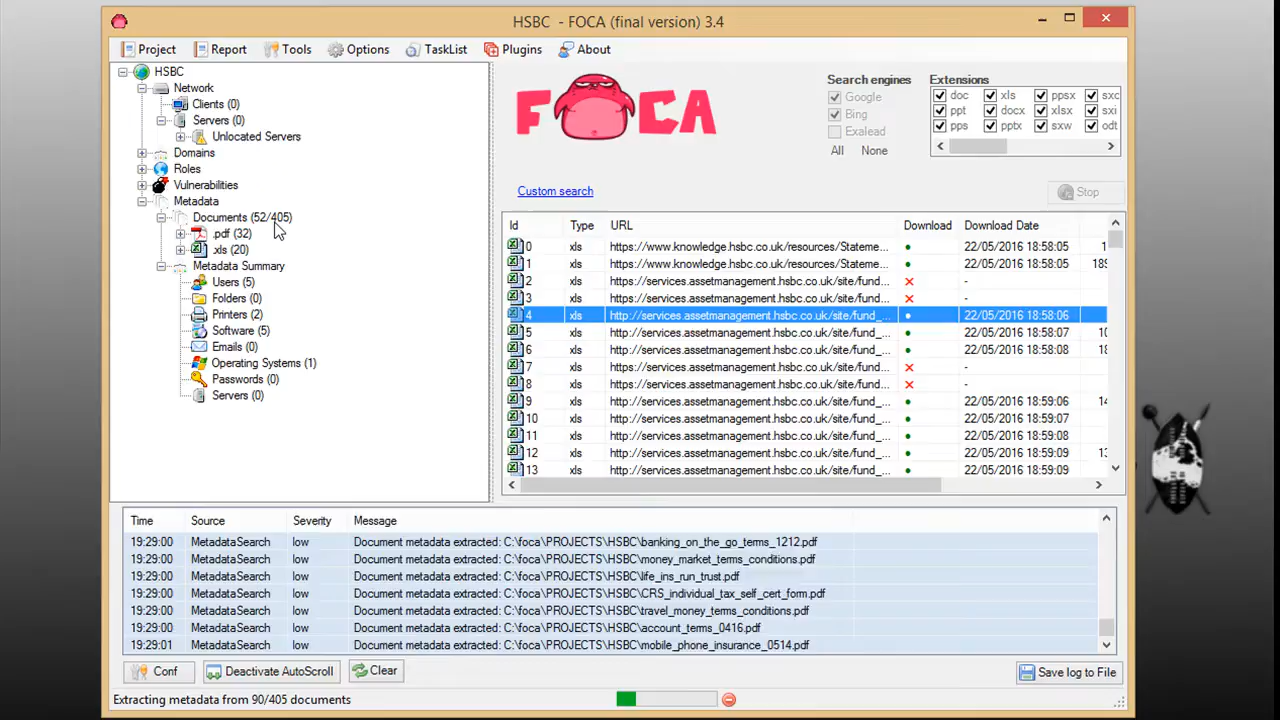 HSBC - FOCA (final version) 3.4
Project Report Tools Options TaskList Plugins About
HSBC
Network
Clients (0)
Servers (0)
Unlocated Servers
Domains
Roles
Vulnerabilities
Metadata
Documents (52/405)
.pdf (32)
.xls (20)
Metadata Summary
Users (5)
Folders (0)
Printers (2)
Software (5)
Emails (0)
Operating Systems (1)
Passwords (0)
Servers (0)
FOCA
Search engines
Google
Bing
Exalead
All None
Extensions
doc xls ppsx sxc
ppt docx xlsx sxi
pps pptx sxw odt
Custom search
Stop
Id Type URL Download Download Date
0 xls https://www.knowledge.hsbc.co.uk/resources/Stateme... 22/05/2016 18:58:05 1
1 xls https://www.knowledge.hsbc.co.uk/resources/Stateme... 22/05/2016 18:58:05 189
2 xls https://services.assetmanagement.hsbc.co.uk/site/fund... -
3 xls https://services.assetmanagement.hsbc.co.uk/site/fund... -
4 xls http://services.assetmanagement.hsbc.co.uk/site/fund_... 22/05/2016 18:58:06
5 xls http://services.assetmanagement.hsbc.co.uk/site/fund_... 22/05/2016 18:58:07 10
6 xls http://services.assetmanagement.hsbc.co.uk/site/fund_... 22/05/2016 18:58:08 18
7 xls http://services.assetmanagement.hsbc.co.uk/site/fund_... -
8 xls http://services.assetmanagement.hsbc.co.uk/site/fund_... -
9 xls http://services.assetmanagement.hsbc.co.uk/site/fund_... 22/05/2016 18:59:06 14
10 xls http://services.assetmanagement.hsbc.co.uk/site/fund_... 22/05/2016 18:59:07
11 xls http://services.assetmanagement.hsbc.co.uk/site/fund_... 22/05/2016 18:59:08
12 xls http://services.assetmanagement.hsbc.co.uk/site/fund_... 22/05/2016 18:59:09 13
13 xls http://services.assetmanagement.hsbc.co.uk/site/fund_... 22/05/2016 18:59:09
Time Source Severity Message
19:29:00 MetadataSearch low Document metadata extracted: C:\foca\PROJECTS\HSBC\banking_on_the_go_terms_1212.pdf
19:29:00 MetadataSearch low Document metadata extracted: C:\foca\PROJECTS\HSBC\money_market_terms_conditions.pdf
19:29:00 MetadataSearch low Document metadata extracted: C:\foca\PROJECTS\HSBC\life_ins_run_trust.pdf
19:29:00 MetadataSearch low Document metadata extracted: C:\foca\PROJECTS\HSBC\CRS_individual_tax_self_cert_form.pdf
19:29:00 MetadataSearch low Document metadata extracted: C:\foca\PROJECTS\HSBC\travel_money_terms_conditions.pdf
19:29:00 MetadataSearch low Document metadata extracted: C:\foca\PROJECTS\HSBC\account_terms_0416.pdf
19:29:01 MetadataSearch low Document metadata extracted: C:\foca\PROJECTS\HSBC\mobile_phone_insurance_0514.pdf
Conf Deactivate AutoScroll Clear Save log to File
Extracting metadata from 90/405 documents